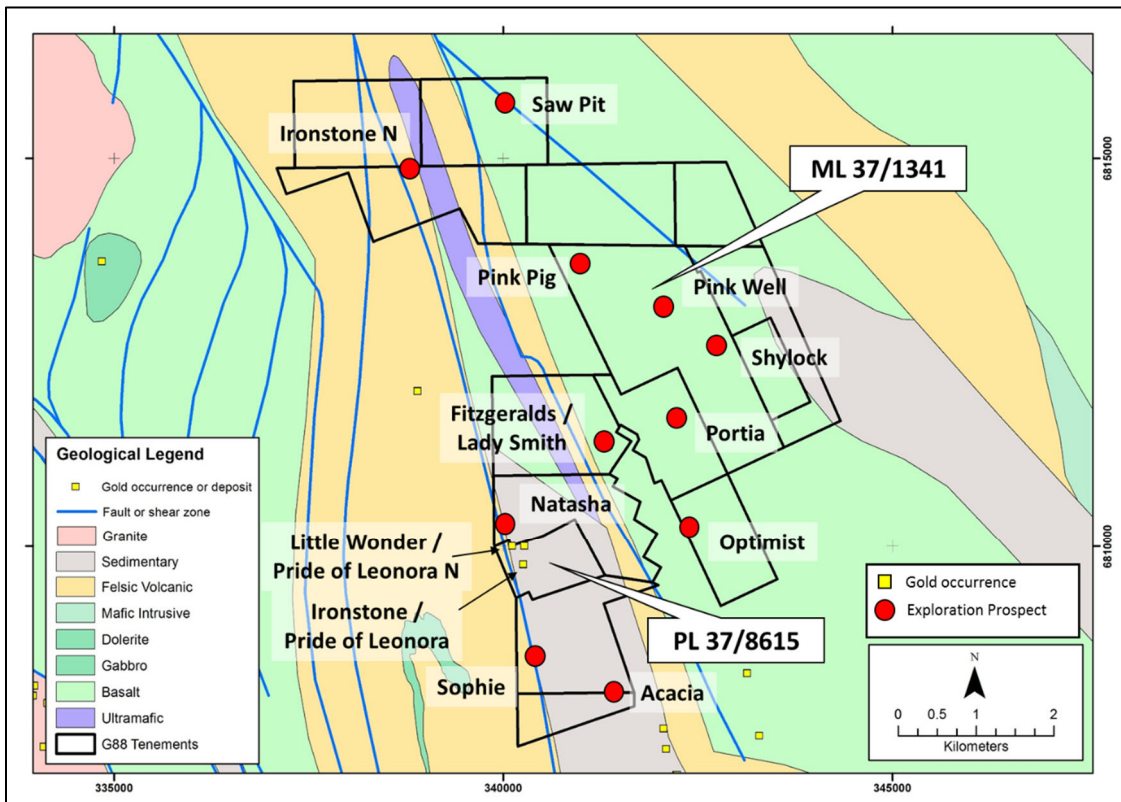 Saw Pit
Ironstone N
ML 37/1341
6815000
Pink Pig
Pink Well
Shylock
Fitzgeralds /
Lady Smith
Portia
Natasha
Optimist
Little Wonder /
Pride of Leonora N
Ironstone /
Pride of Leonora
PL 37/8615
6810000
Sophie
Acacia
Geological Legend
Gold occurrence or deposit
Fault or shear zone
Granite
Sedimentary
Felsic Volcanic
Mafic Intrusive
Dolerite
Gabbro
Basalt
Ultramafic
G88 Tenements
Gold occurrence
Exploration Prospect
N
0 0.5 1 2
Kilometers
335000 340000 345000